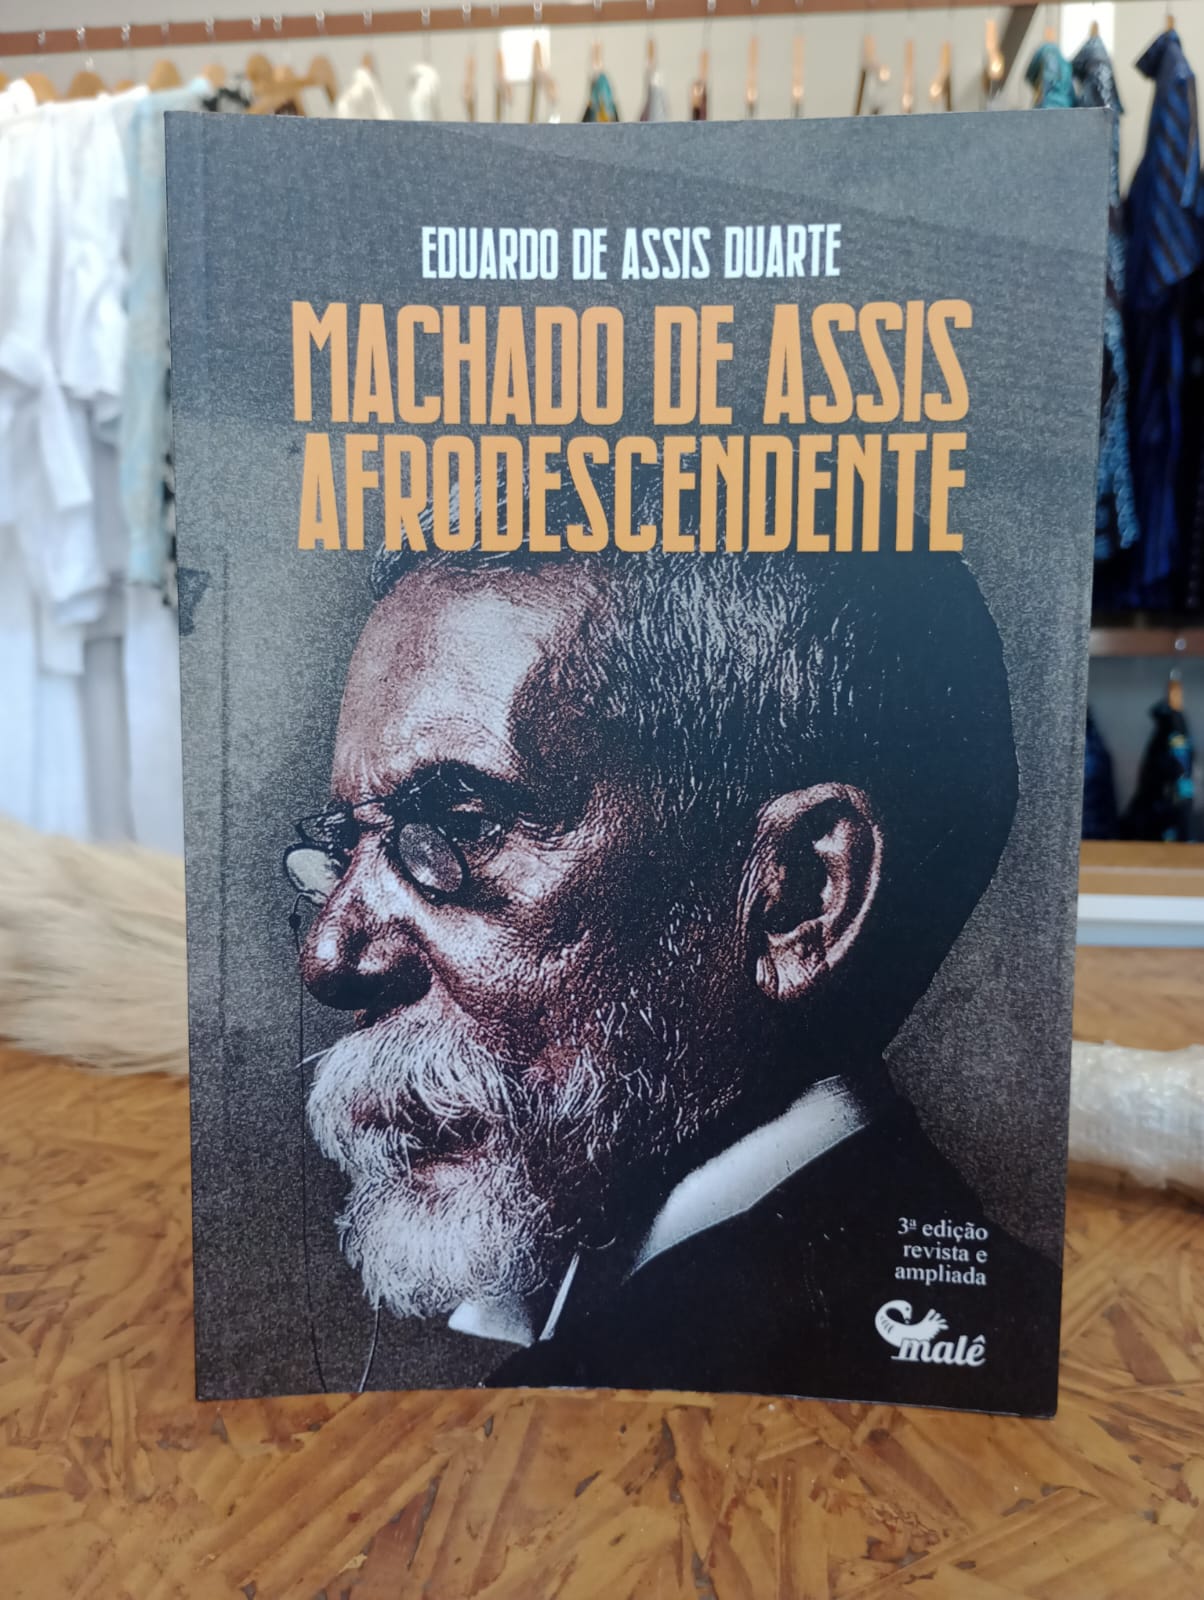 EDUARDO DE ASSIS DUARTE
MACHADO DE ASSIS
AFRODESCENDENTE
3ª edição
revista e
ampliada
malê